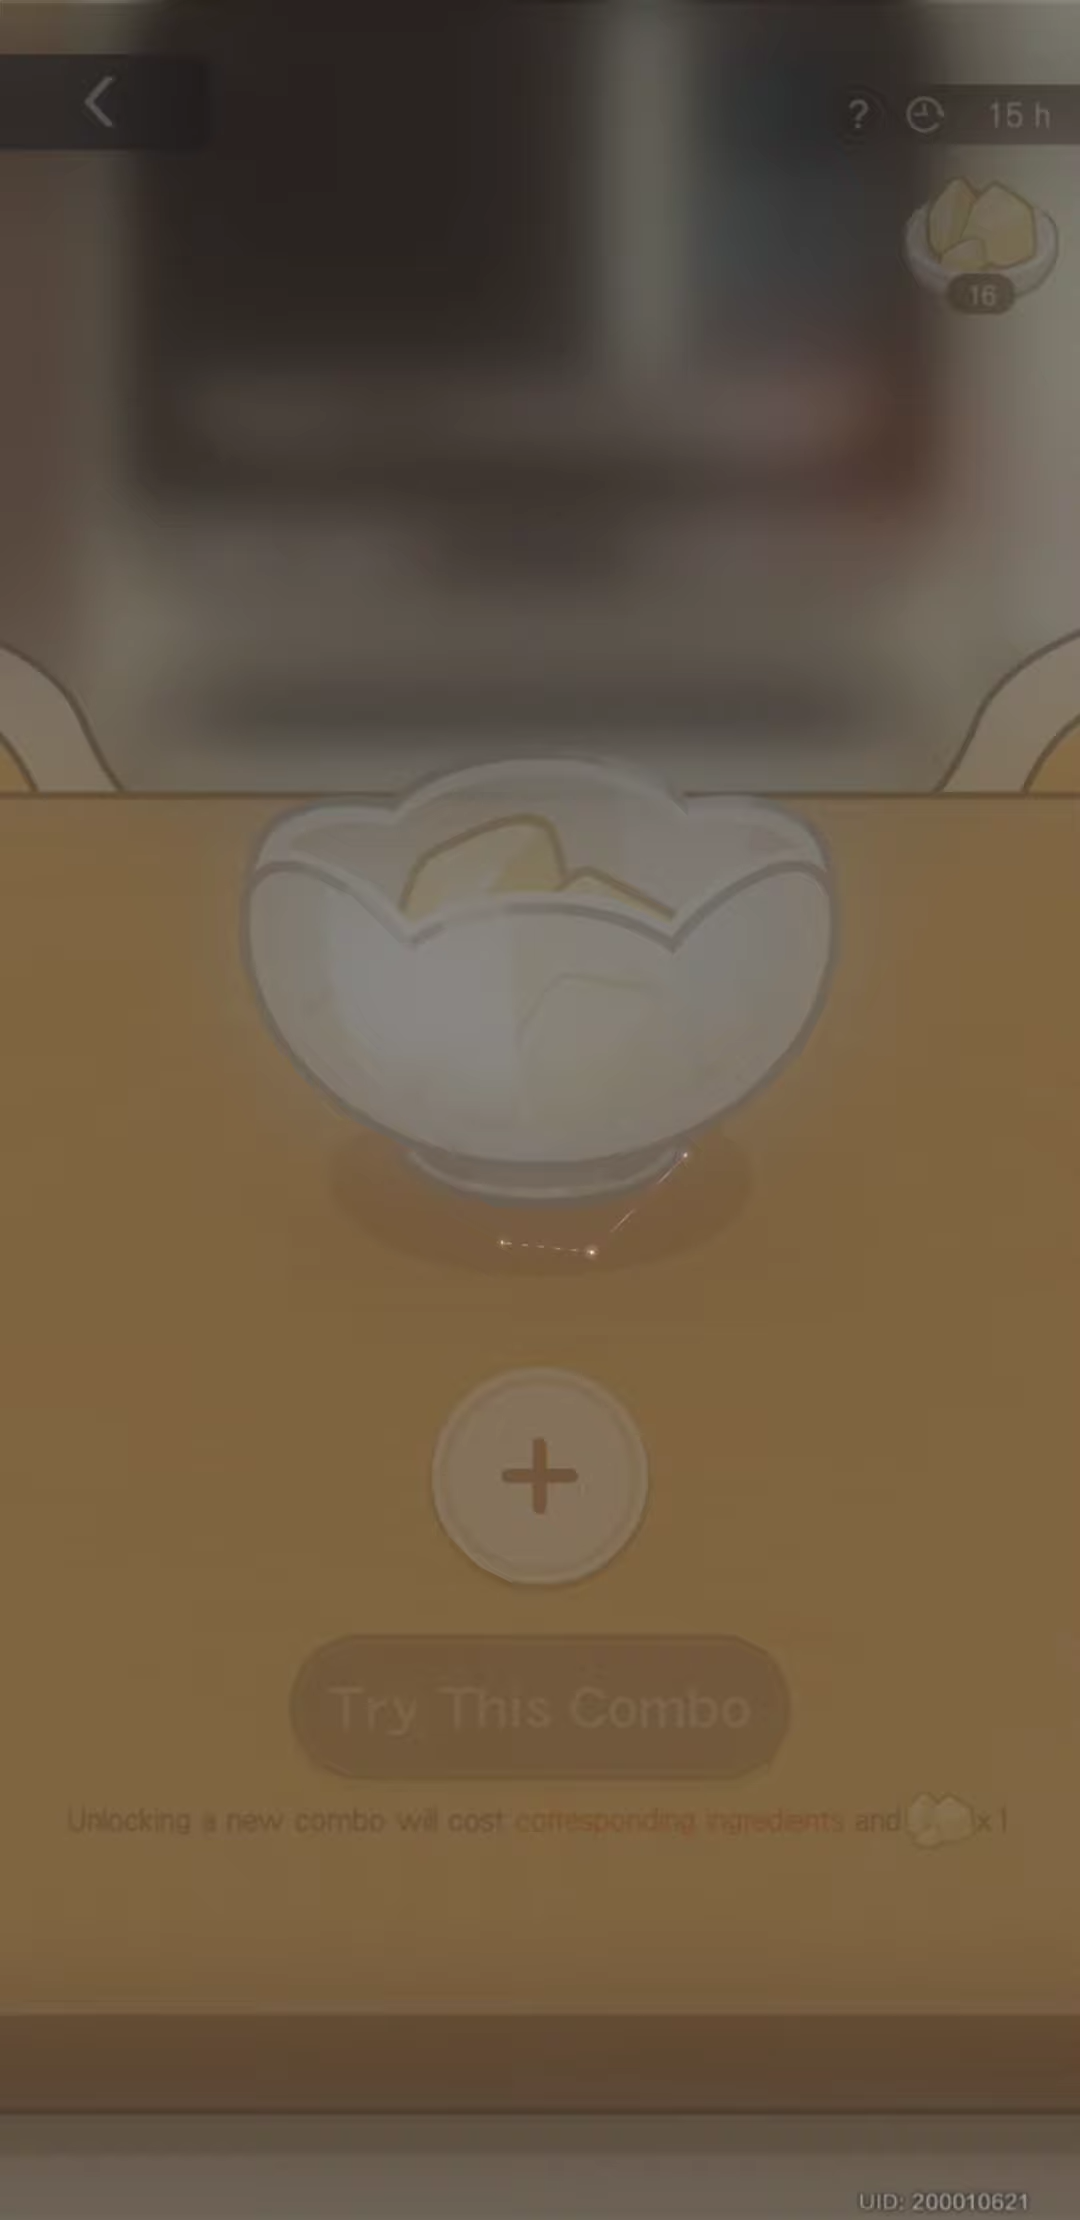 ? 15 h
16
Try This Combo
Unlocking a new combo will cost corresponding ingredients and x1
UID: 200010621